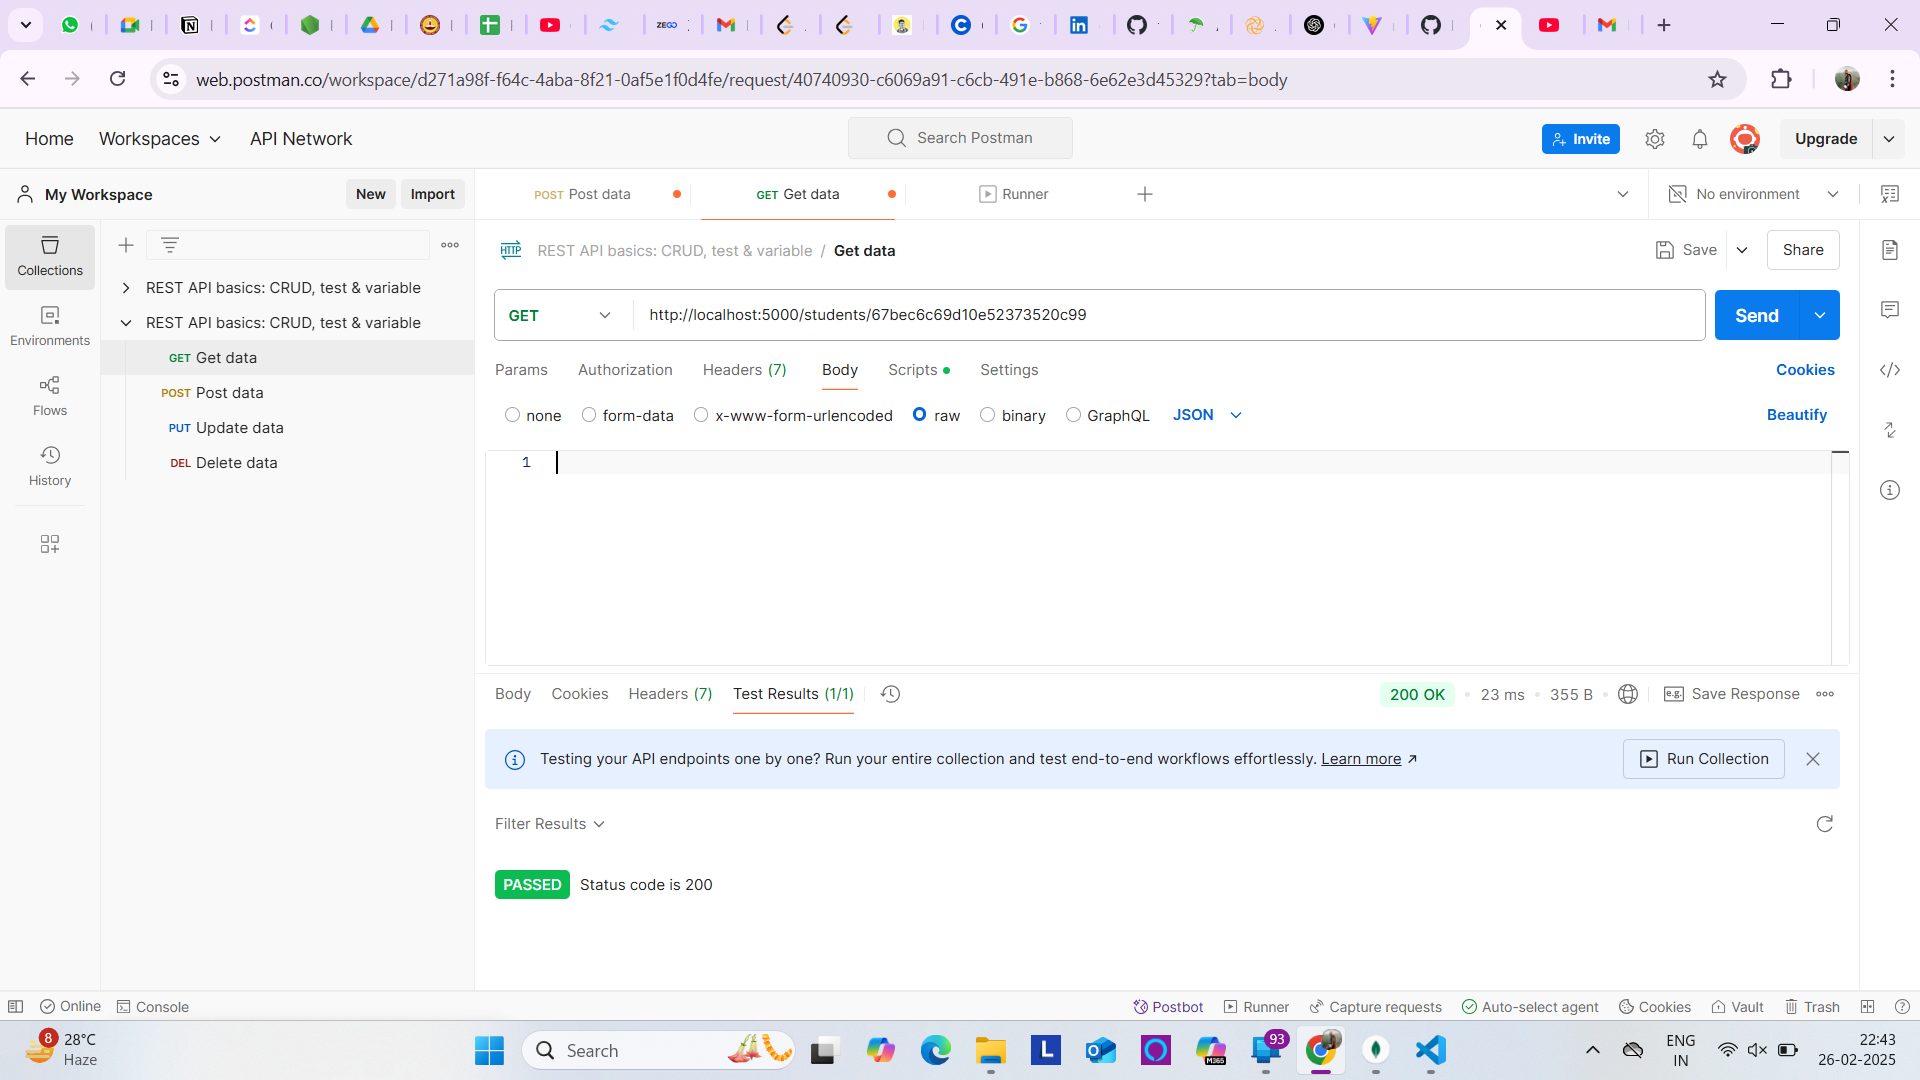 web.postman.co/workspace/d271a98f-f64c-4aba-8f21-0af5e1f0d4fe/request/40740930-c6069a91-c6cb-491e-b868-6e62e3d45329?tab=body
Home Workspaces API Network Search Postman Invite Upgrade
My Workspace New Import
POST Post data GET Get data Runner No environment
Collections
Environments
Flows
History
REST API basics: CRUD, test & variable
REST API basics: CRUD, test & variable
GET Get data
POST Post data
PUT Update data
DEL Delete data
HTTP REST API basics: CRUD, test & variable / Get data Save Share
GET http://localhost:5000/students/67bec6c69d10e52373520c99 Send
Params Authorization Headers (7) Body Scripts Settings Cookies
none form-data x-www-form-urlencoded raw binary GraphQL JSON Beautify
1
Body Cookies Headers (7) Test Results (1/1) 200 OK 23 ms 355 B e.g. Save Response
Testing your API endpoints one by one? Run your entire collection and test end-to-end workflows effortlessly. Learn more Run Collection
Filter Results
PASSED Status code is 200
Online Console Postbot Runner Capture requests Auto-select agent Cookies Vault Trash
8 28°C
Haze
Search
M365
93
ENG
IN
22:43
26-02-2025